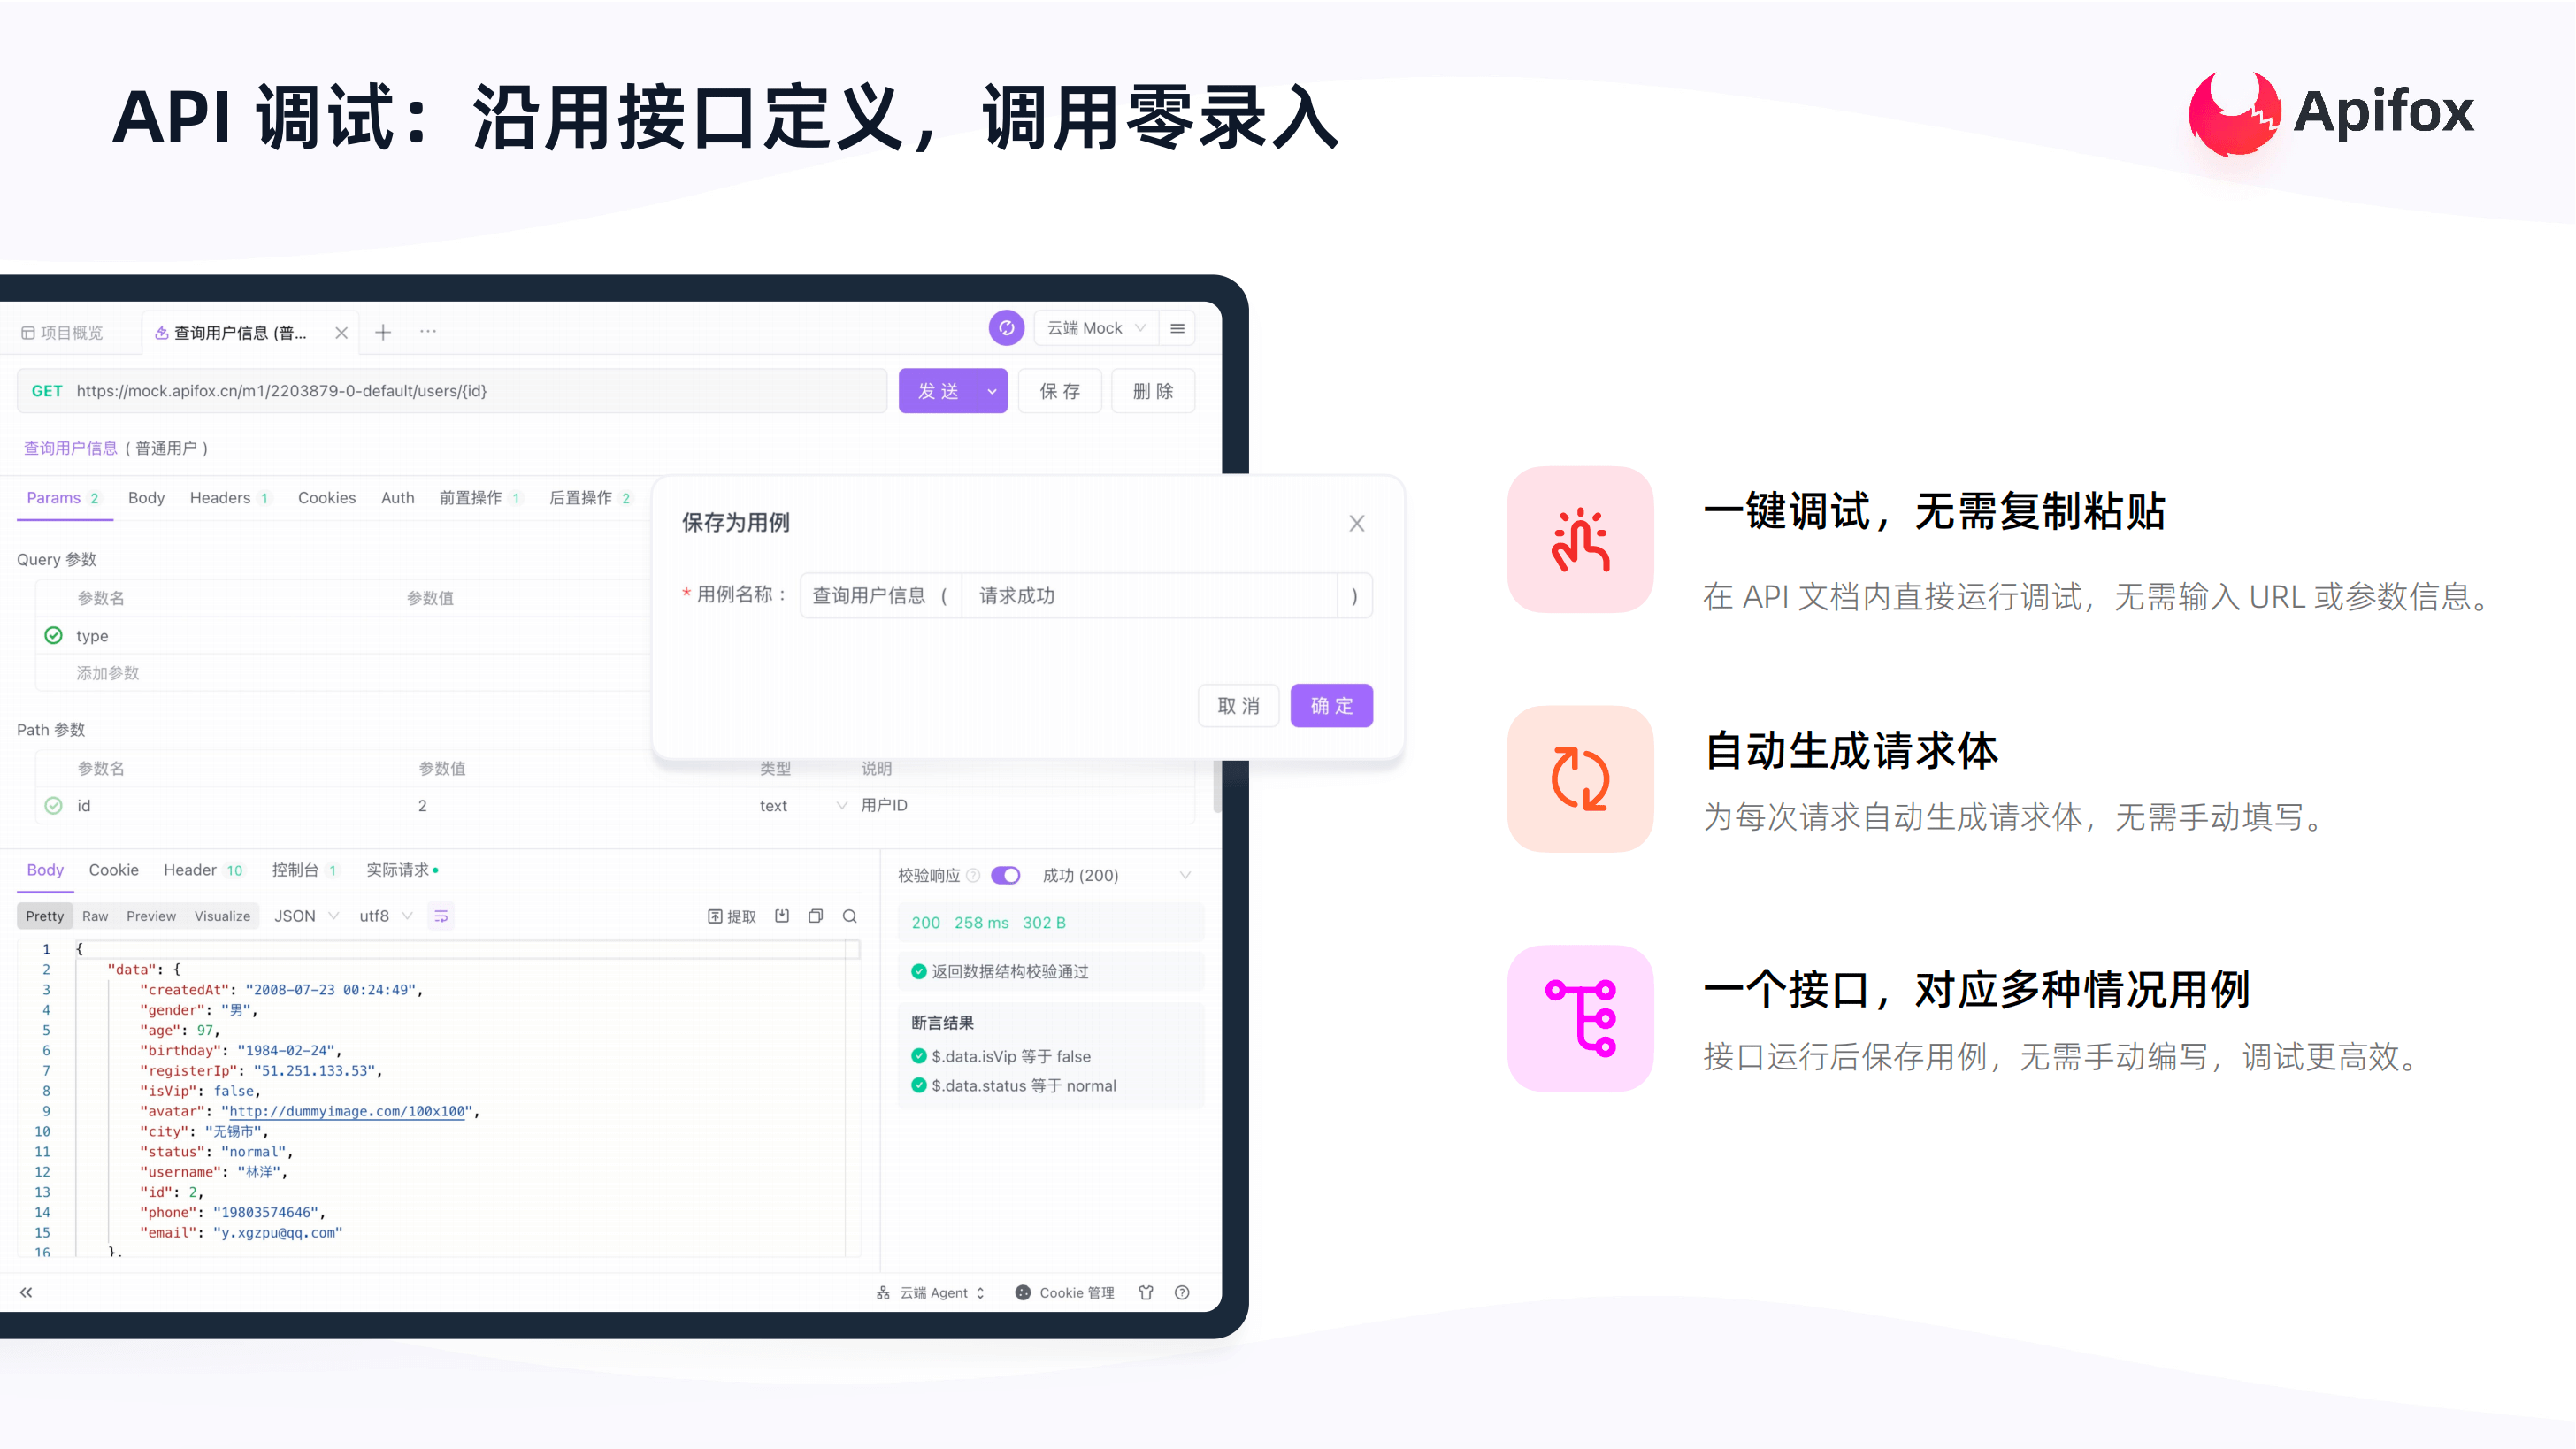 API 调试：沿用接口定义，调用零录入
Apifox
项目概览
查询用户信息 (普...
云端 Mock
GET https://mock.apifox.cn/m1/2203879-0-default/users/{id}
发 送
保 存
删 除
查询用户信息 ( 普通用户 )
Params 2 Body Headers 1 Cookies Auth 前置操作 1 后置操作 2
Query 参数
参数名 参数值
type
添加参数
Path 参数
参数名 参数值 类型 说明
id 2 text 用户ID
保存为用例
* 用例名称： 查询用户信息 ( 请求成功 )
取 消 确 定
Body Cookie Header 10 控制台 1 实际请求
Pretty Raw Preview Visualize JSON utf8 提取
1 {
2 "data": {
3 "createdAt": "2008-07-23 00:24:49",
4 "gender": "男",
5 "age": 97,
6 "birthday": "1984-02-24",
7 "registerIp": "51.251.133.53",
8 "isVip": false,
9 "avatar": "http://dummyimage.com/100x100",
10 "city": "无锡市",
11 "status": "normal",
12 "username": "林洋",
13 "id": 2,
14 "phone": "19803574646",
15 "email": "y.xgzpu@qq.com"
16 },
校验响应 成功 (200)
200 258 ms 302 B
返回数据结构校验通过
断言结果
$.data.isVip 等于 false
$.data.status 等于 normal
云端 Agent Cookie 管理
一键调试，无需复制粘贴
在 API 文档内直接运行调试，无需输入 URL 或参数信息。
自动生成请求体
为每次请求自动生成请求体，无需手动填写。
一个接口，对应多种情况用例
接口运行后保存用例，无需手动编写，调试更高效。